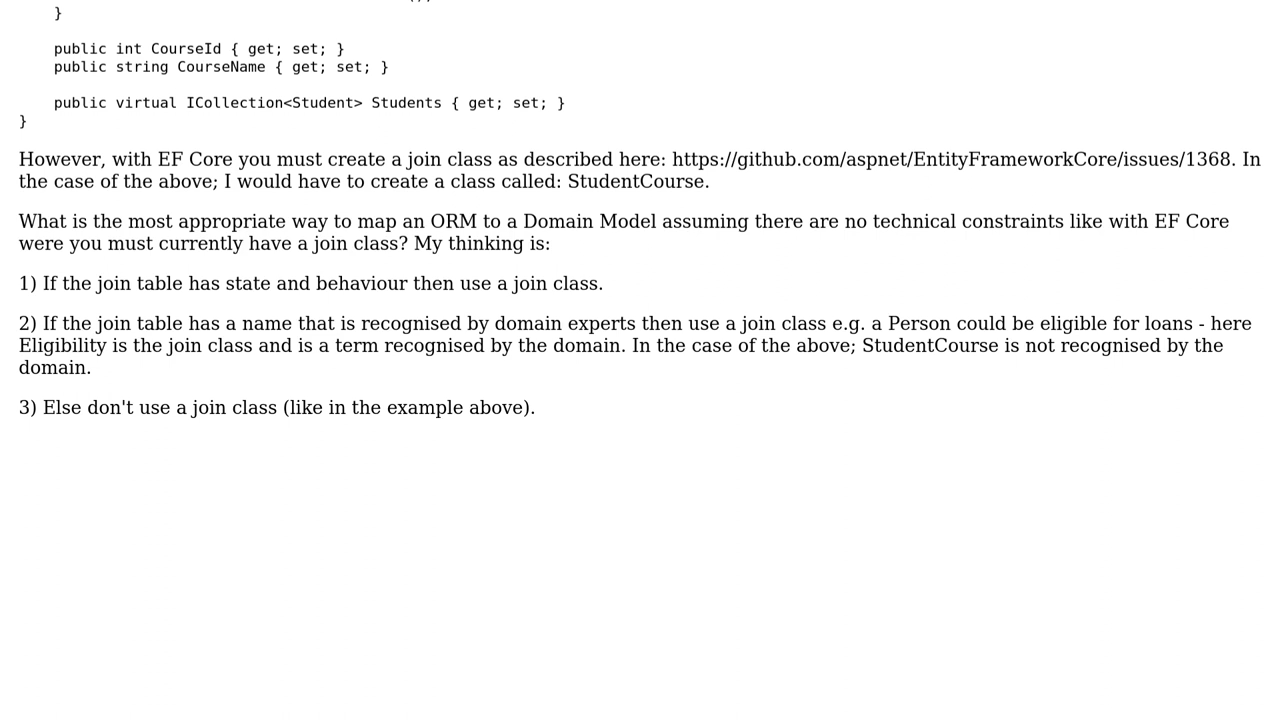 }
public int CourseId { get; set; }
public string CourseName { get; set; }
public virtual ICollection<Student> Students { get; set; }
}
However, with EF Core you must create a join class as described here: https://github.com/aspnet/EntityFrameworkCore/issues/1368. In
the case of the above; I would have to create a class called: StudentCourse.
What is the most appropriate way to map an ORM to a Domain Model assuming there are no technical constraints like with EF Core
were you must currently have a join class? My thinking is:
1) If the join table has state and behaviour then use a join class.
2) If the join table has a name that is recognised by domain experts then use a join class e.g. a Person could be eligible for loans - here
Eligibility is the join class and is a term recognised by the domain. In the case of the above; StudentCourse is not recognised by the
domain.
3) Else don't use a join class (like in the example above).